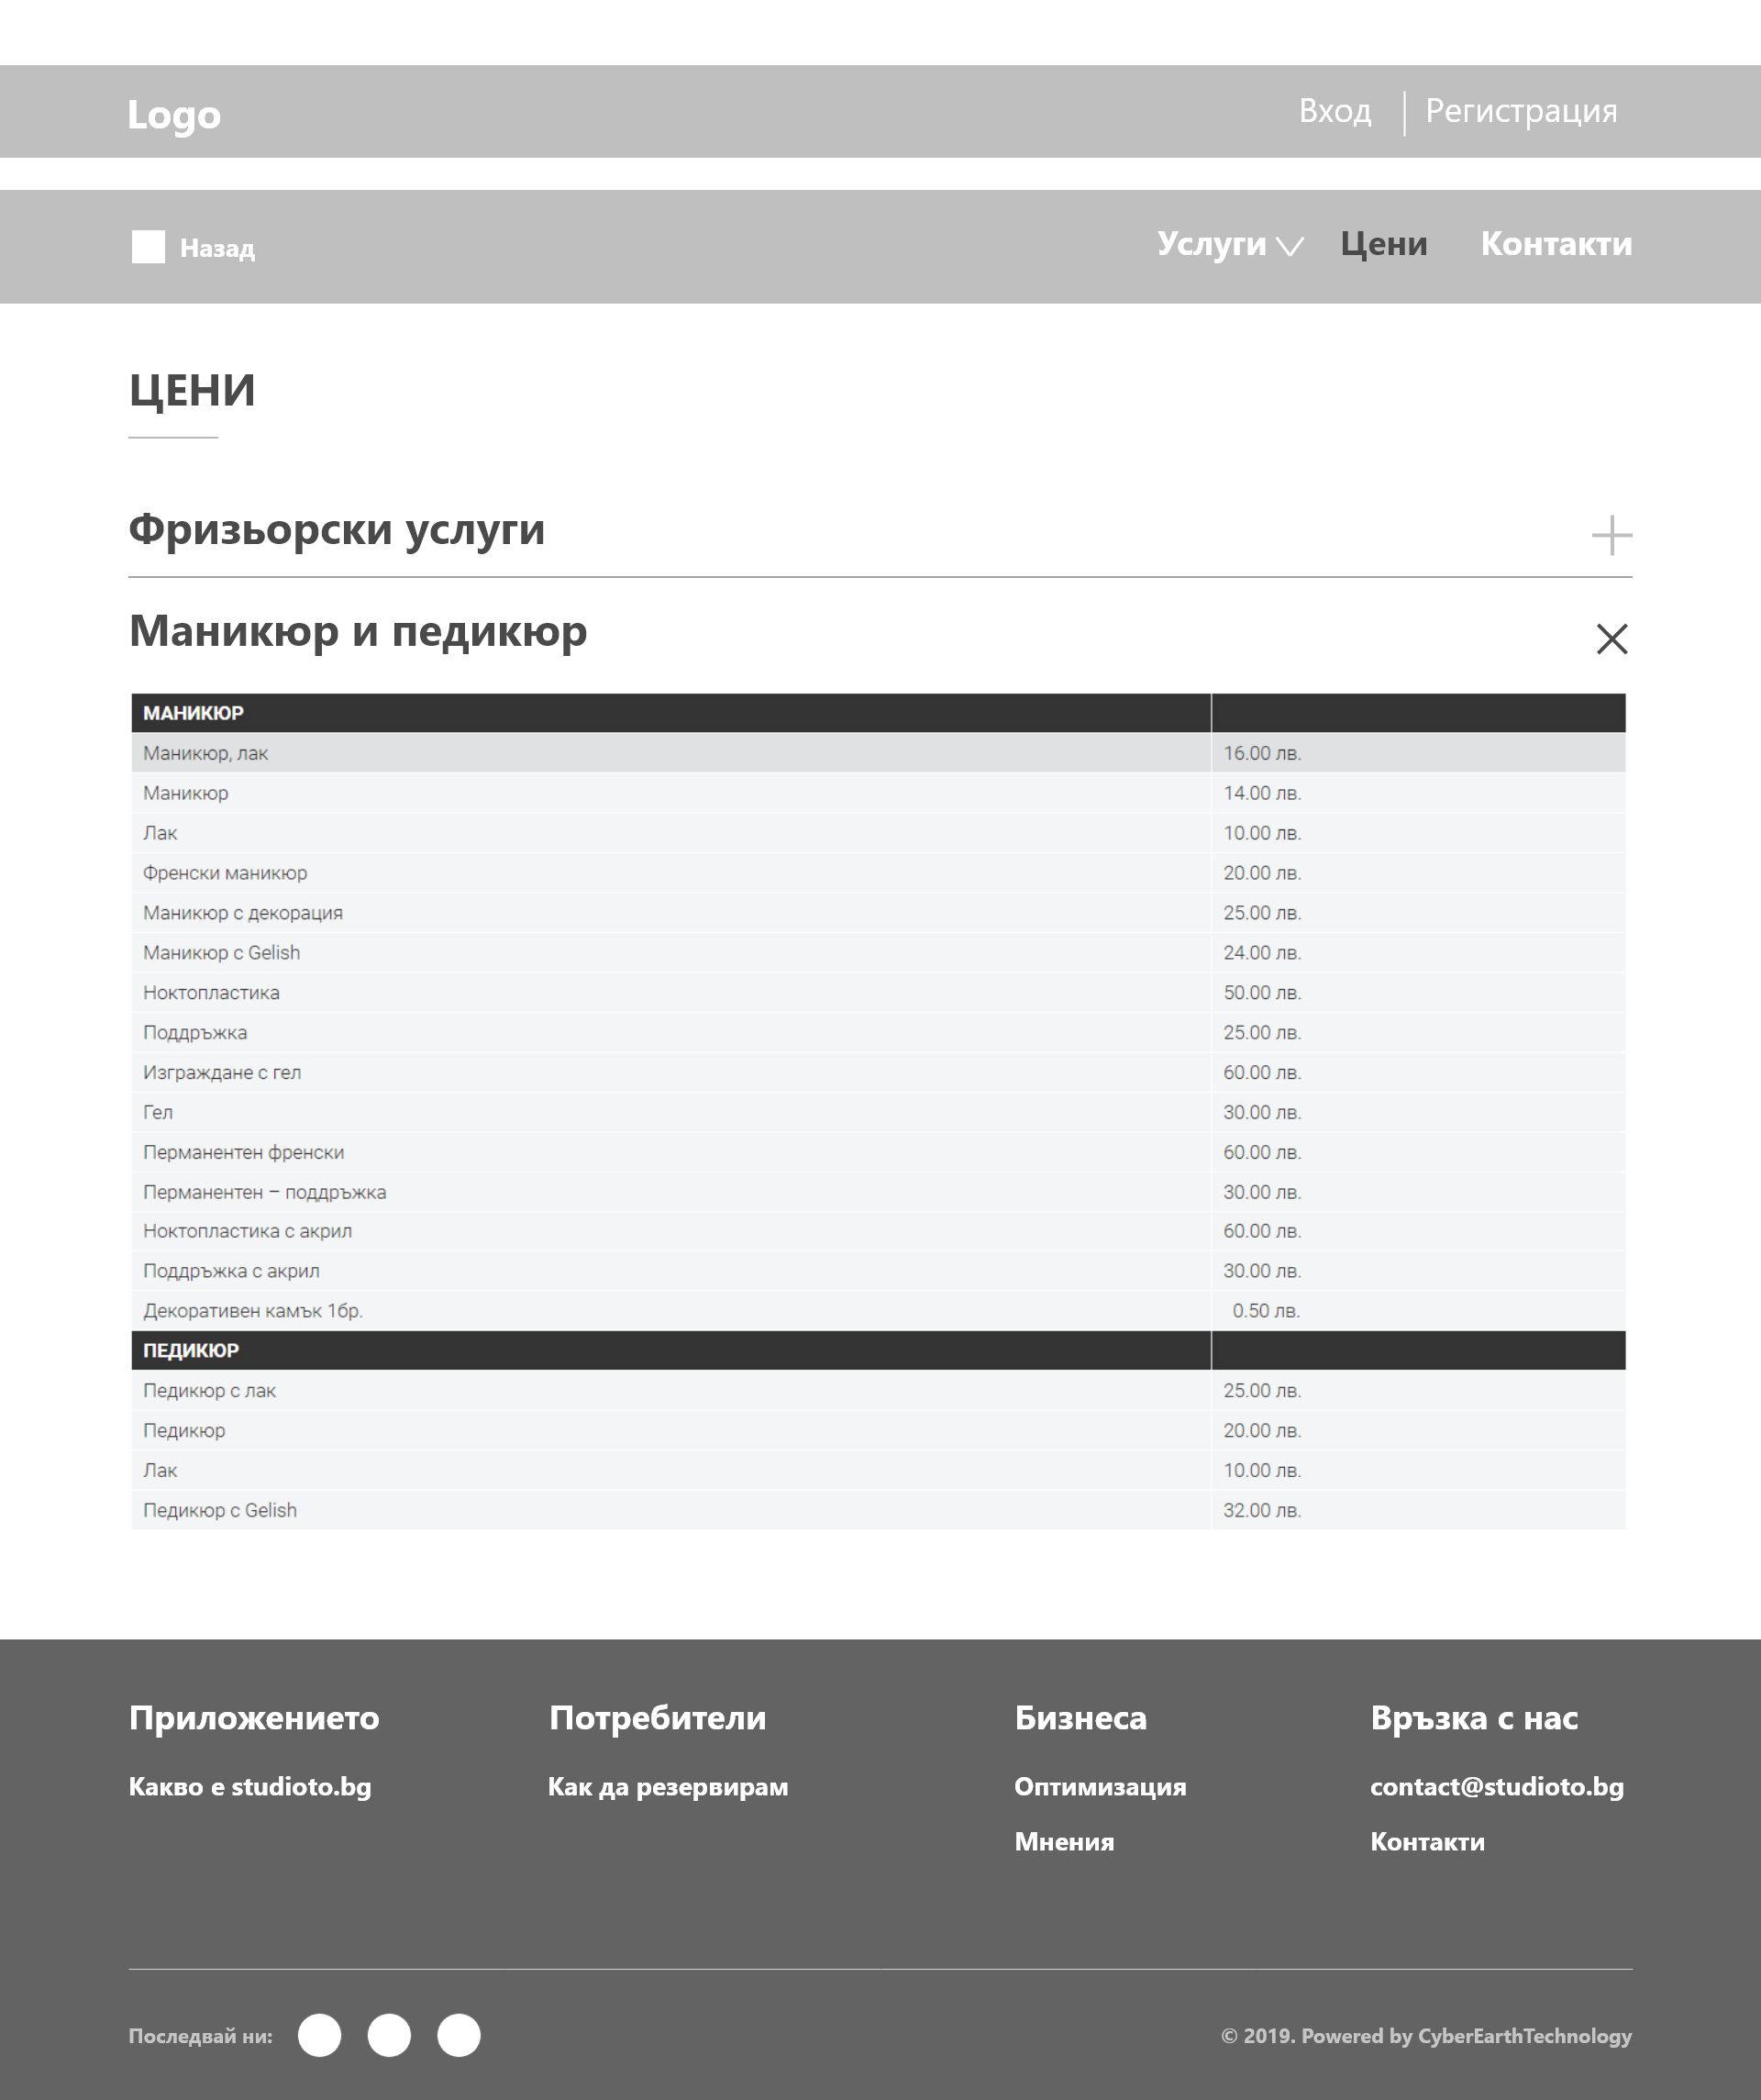 Logo
Вход
Регистрация
Назад
Услуги
Цени
Контакти
ЦЕНИ
Фризьорски услуги
Маникюр и педикюр
МАНИКЮР
Маникюр, лак 16.00 лв.
Маникюр 14.00 лв.
Лак 10.00 лв.
Френски маникюр 20.00 лв.
Маникюр с декорация 25.00 лв.
Маникюр с Gelish 24.00 лв.
Ноктопластика 50.00 лв.
Поддръжка 25.00 лв.
Изграждане с гел 60.00 лв.
Гел 30.00 лв.
Перманентен френски 60.00 лв.
Перманентен – поддръжка 30.00 лв.
Ноктопластика с акрил 60.00 лв.
Поддръжка с акрил 30.00 лв.
Декоративен камък 1бр. 0.50 лв.
ПЕДИКЮР
Педикюр с лак 25.00 лв.
Педикюр 20.00 лв.
Лак 10.00 лв.
Педикюр с Gelish 32.00 лв.
Приложението
Какво е studioto.bg
Потребители
Как да резервирам
Бизнеса
Оптимизация
Мнения
Връзка с нас
contact@studioto.bg
Контакти
Последвай ни:
© 2019. Powered by CyberEarthTechnology